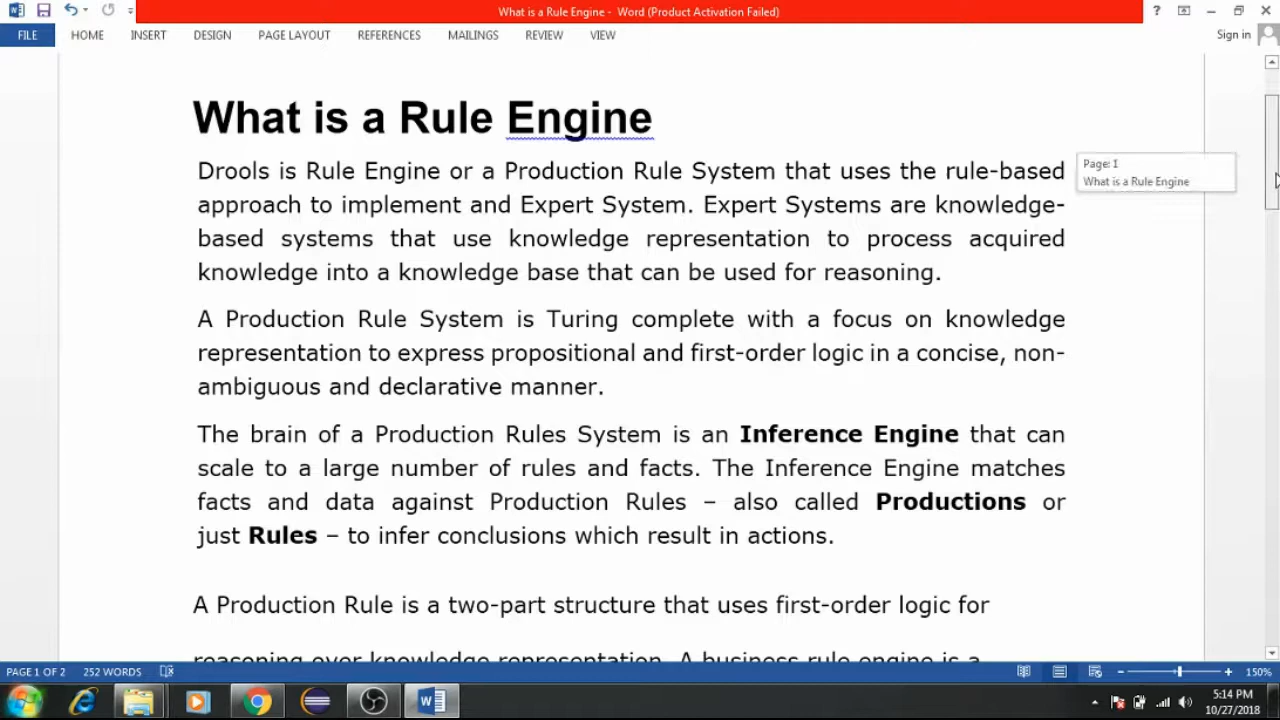 What is a Rule Engine - Word (Product Activation Failed)
FILE HOME INSERT DESIGN PAGE LAYOUT REFERENCES MAILINGS REVIEW VIEW Sign in
What is a Rule Engine
Drools is Rule Engine or a Production Rule System that uses the rule-based
approach to implement and Expert System. Expert Systems are knowledge-
based systems that use knowledge representation to process acquired
knowledge into a knowledge base that can be used for reasoning.
Page: 1
What is a Rule Engine
A Production Rule System is Turing complete with a focus on knowledge
representation to express propositional and first-order logic in a concise, non-
ambiguous and declarative manner.
The brain of a Production Rules System is an Inference Engine that can
scale to a large number of rules and facts. The Inference Engine matches
facts and data against Production Rules – also called Productions or
just Rules – to infer conclusions which result in actions.
A Production Rule is a two-part structure that uses first-order logic for
reasoning over knowledge representation. A business rule engine is a
PAGE 1 OF 2 252 WORDS 150%
5:14 PM
10/27/2018